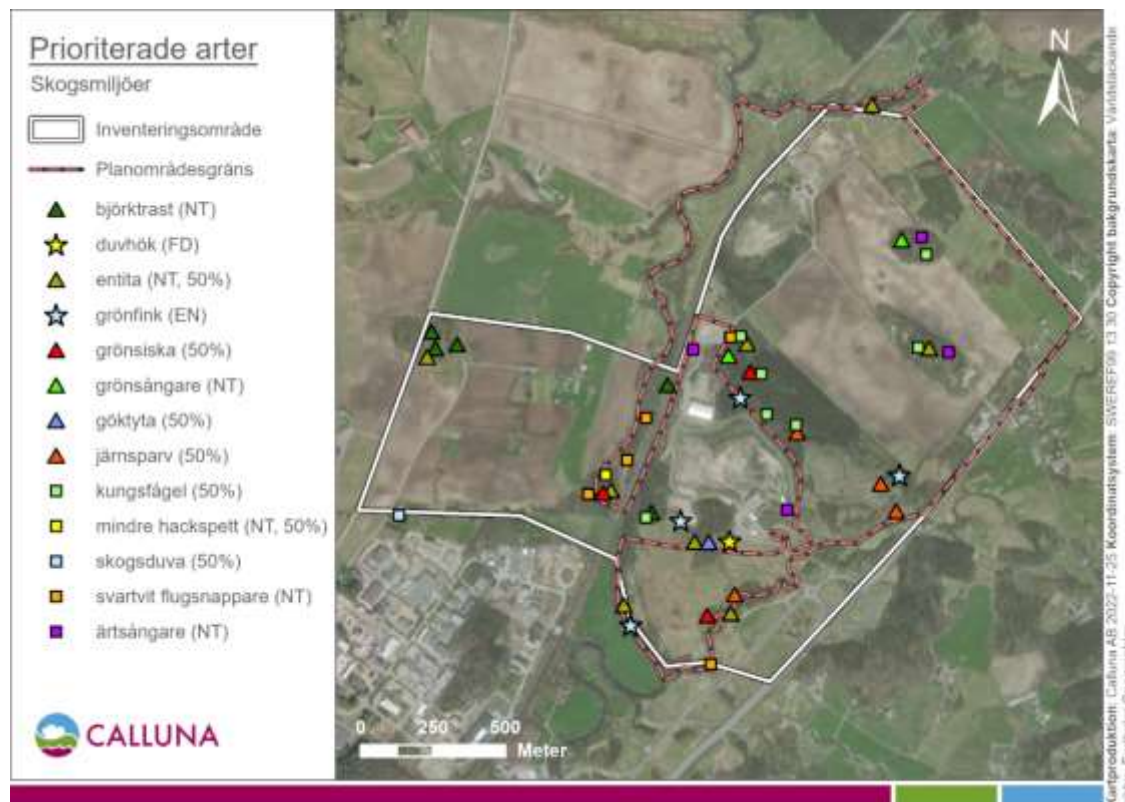 Prioriterade arter
Skogsmiljöer
Inventeringsområde
Planområdesgräns
björktrast (NT)
duvhök (FD)
entita (NT, 50%)
grönfink (EN)
grönsiska (50%)
grönsångare (NT)
göktyta (50%)
järnsparv (50%)
kungsfågel (50%)
mindre hackspett (NT, 50%)
skogsduva (50%)
svartvit flugsnappare (NT)
ärtsångare (NT)
CALLUNA
N
0 250 500
Meter
Kartproduktion: Calluna AB 2022-11-25 Koordinatsystem: SWEREF99 13 30 Copyright bakgrundskarta: Världstäckande